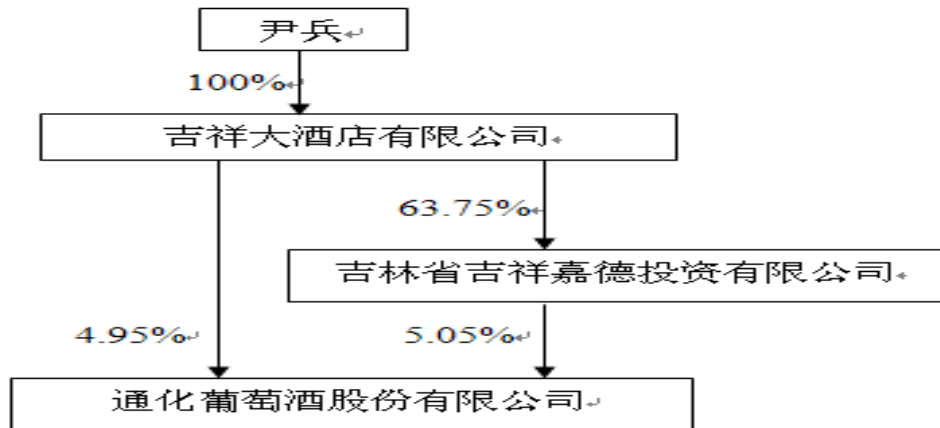 尹兵
100%
吉祥大酒店有限公司
63.75%
吉林省吉祥嘉德投资有限公司
4.95%
5.05%
通化葡萄酒股份有限公司